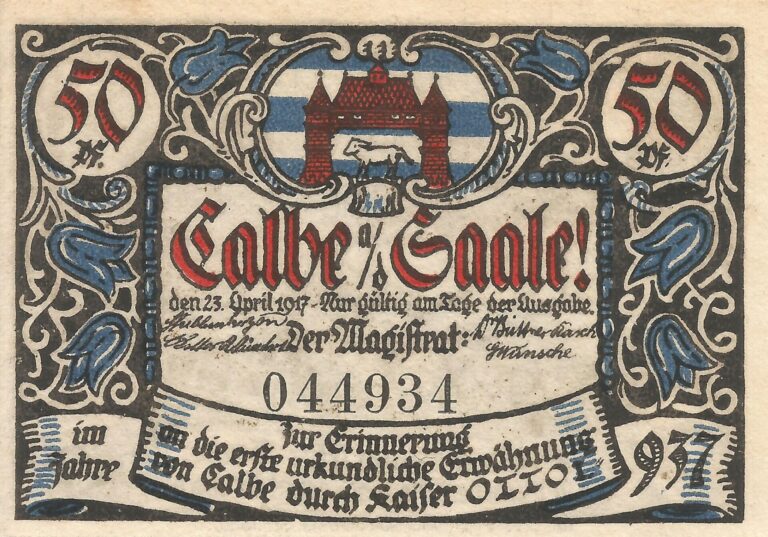 50 Pf.
50 Pf.
Calbe a/d Saale!
den 23. April 1917 - Nur gültig am Tage der Ausgabe.
Der Magistrat:
Wünsche
044934
im Jahre
zur Erinnerung
an die erste urkundliche Erwähnung
von Calbe durch Kaiser OTTO I.
937